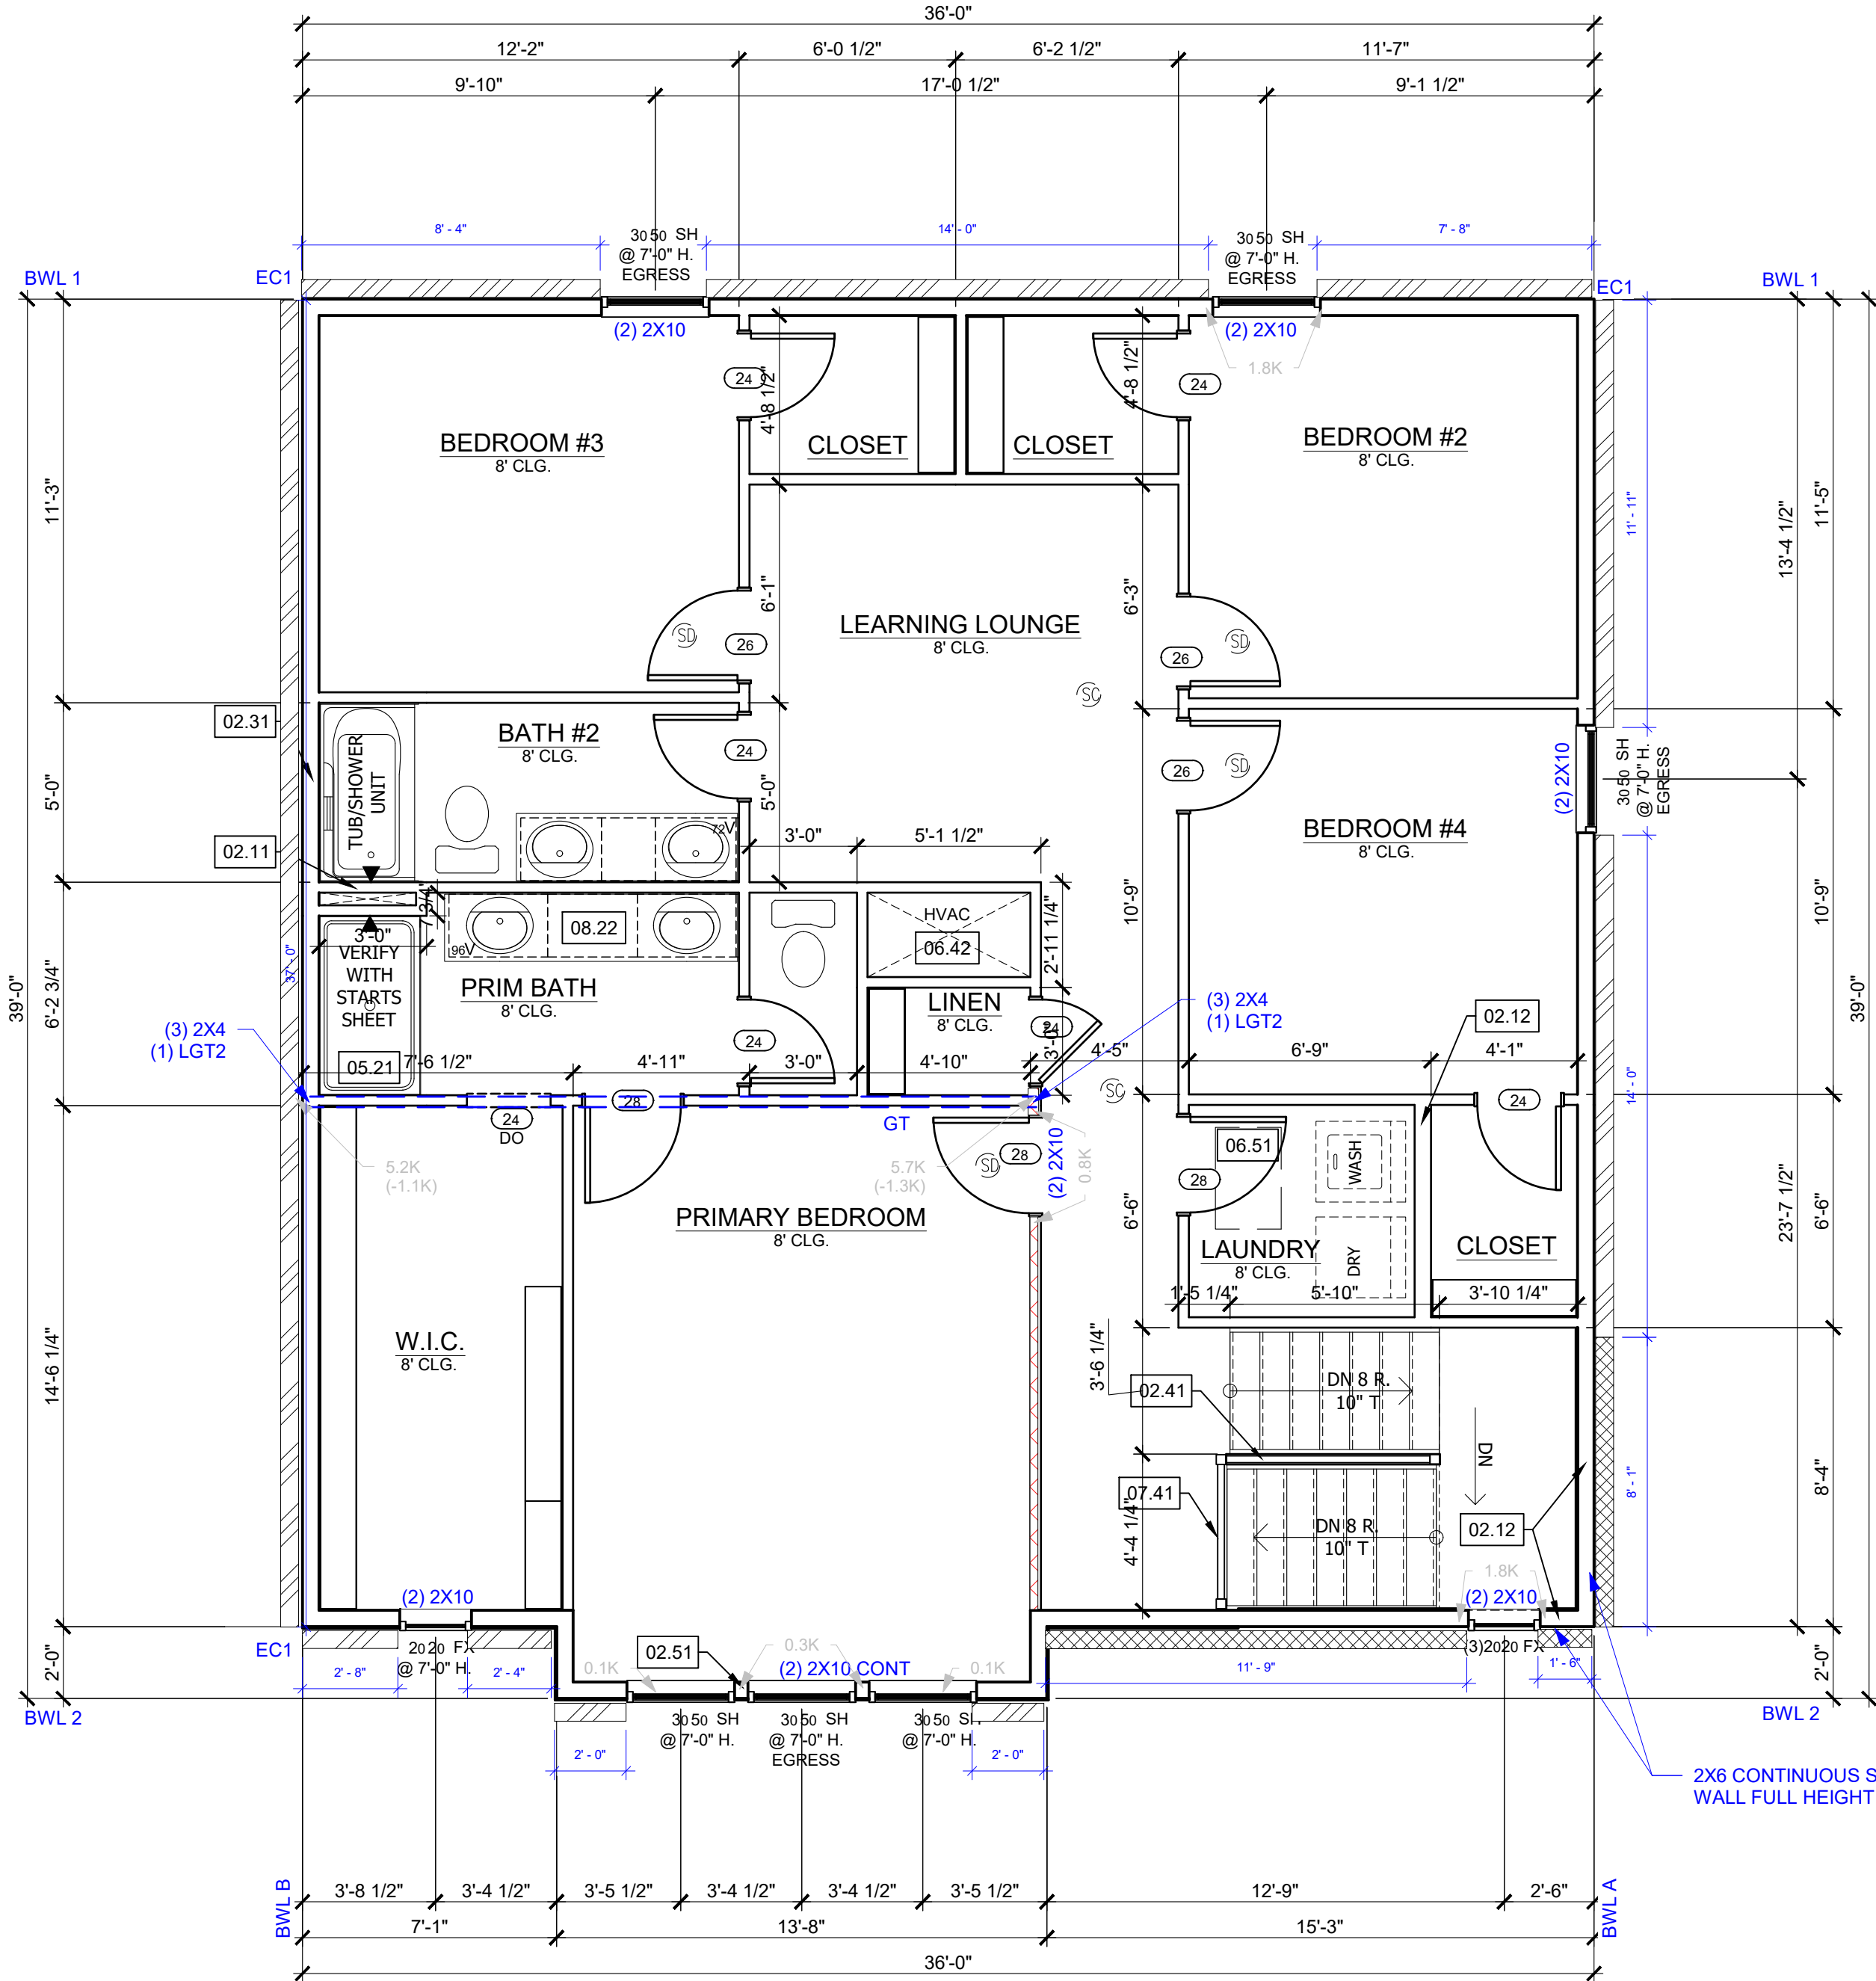 36'-0"
12'-2"
6'-0 1/2"
6'-2 1/2"
11'-7"
9'-10"
17'-0 1/2"
9'-1 1/2"
8' - 4"
14' - 0"
7' - 8"
3050 SH
@ 7'-0" H.
EGRESS
3050 SH
@ 7'-0" H.
EGRESS
BWL 1
EC1
EC1
BWL 1
(2) 2X10
(2) 2X10
1.8K
24
24
4'-8 1/2"
4'-8 1/2"
BEDROOM #3
8' CLG.
CLOSET
CLOSET
BEDROOM #2
8' CLG.
11'-3"
11' - 11"
13'-4 1/2"
11'-5"
6'-1"
6'-3"
LEARNING LOUNGE
8' CLG.
SD
26
26
SD
SC
02.31
BATH #2
8' CLG.
TUB/SHOWER
UNIT
24
26
SD
5'-0"
5'-0"
(2) 2X10
3050 SH
@ 7'-0" H.
EGRESS
02.11
72V
3'-0"
5'-1 1/2"
BEDROOM #4
8' CLG.
7 3/4"
3'-0"
VERIFY
WITH
STARTS
SHEET
96V
08.22
HVAC
06.42
2'-11 1/4"
10'-9"
10'-9"
39'-0"
37' - 0"
6'-2 3/4"
39'-0"
PRIM BATH
8' CLG.
LINEN
8' CLG.
24
24
3'-0"
(3) 2X4
(1) LGT2
(3) 2X4
(1) LGT2
02.12
05.21
7'-6 1/2"
4'-11"
3'-0"
4'-10"
4'-5"
6'-9"
4'-1"
SC
24
DO
28
GT
24
14' - 0"
5.2K
(-1.1K)
5.7K
(-1.3K)
SD
28
(2) 2X10
0.8K
28
06.51
WASH
DRY
PRIMARY BEDROOM
8' CLG.
6'-6"
LAUNDRY
8' CLG.
CLOSET
23'-7 1/2"
6'-6"
1'-5 1/4"
5'-10"
3'-10 1/4"
14'-6 1/4"
W.I.C.
8' CLG.
3'-6 1/4"
02.41
DN 8 R.
10" T
DN
07.41
4'-4 1/4"
DN 8 R.
10" T
02.12
8' - 1"
8'-4"
1.8K
(2) 2X10
(2) 2X10
EC1
2020 FX
@ 7'-0" H.
2' - 8"
2' - 4"
02.51
0.3K
0.1K
(2) 2X10 CONT
0.1K
11' - 9"
(3)2020 FX
1' - 6"
2'-0"
2'-0"
BWL 2
BWL 2
3050 SH
@ 7'-0" H.
3050 SH
@ 7'-0" H.
EGRESS
3050 SH
@ 7'-0" H.
2' - 0"
2' - 0"
2X6 CONTINUOUS S
WALL FULL HEIGHT
BWL B
BWL A
3'-8 1/2"
3'-4 1/2"
3'-5 1/2"
3'-4 1/2"
3'-4 1/2"
3'-5 1/2"
12'-9"
2'-6"
7'-1"
13'-8"
15'-3"
36'-0"